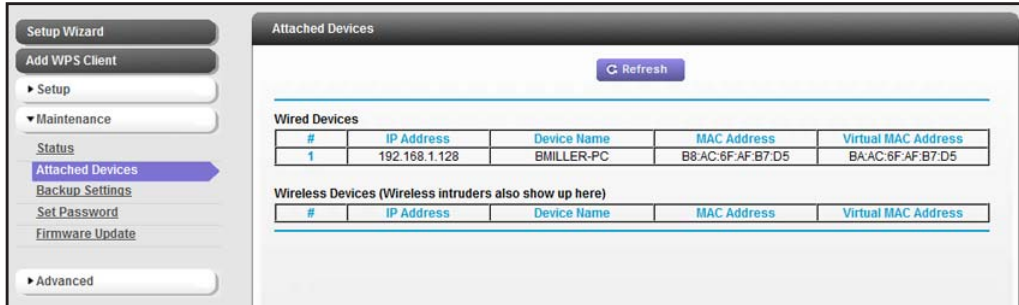 Setup Wizard
Add WPS Client
Setup
Maintenance
Status
Attached Devices
Backup Settings
Set Password
Firmware Update
Advanced
Attached Devices
Refresh
Wired Devices
# IP Address Device Name MAC Address Virtual MAC Address
1 192.168.1.128 BMILLER-PC B8:AC:6F:AF:B7:D5 BA:AC:6F:AF:B7:D5
Wireless Devices (Wireless intruders also show up here)
# IP Address Device Name MAC Address Virtual MAC Address